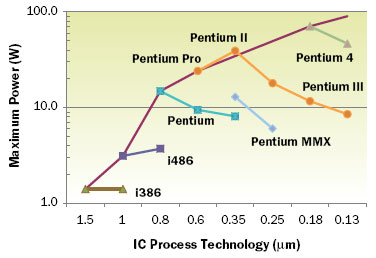 Maximum Power (W)
100.0
10.0
1.0
Pentium II
Pentium Pro
Pentium 4
Pentium III
Pentium
Pentium MMX
i486
i386
1.5 1 0.8 0.6 0.35 0.25 0.18 0.13
IC Process Technology (μm)